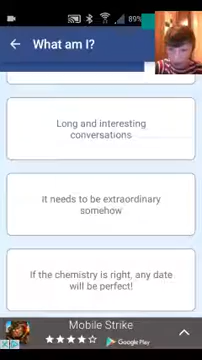 89%
What am I?
Long and interesting
conversations
It needs to be extraordinary
somehow
If the chemistry is right, any date
will be perfect!
Mobile Strike
Google Play